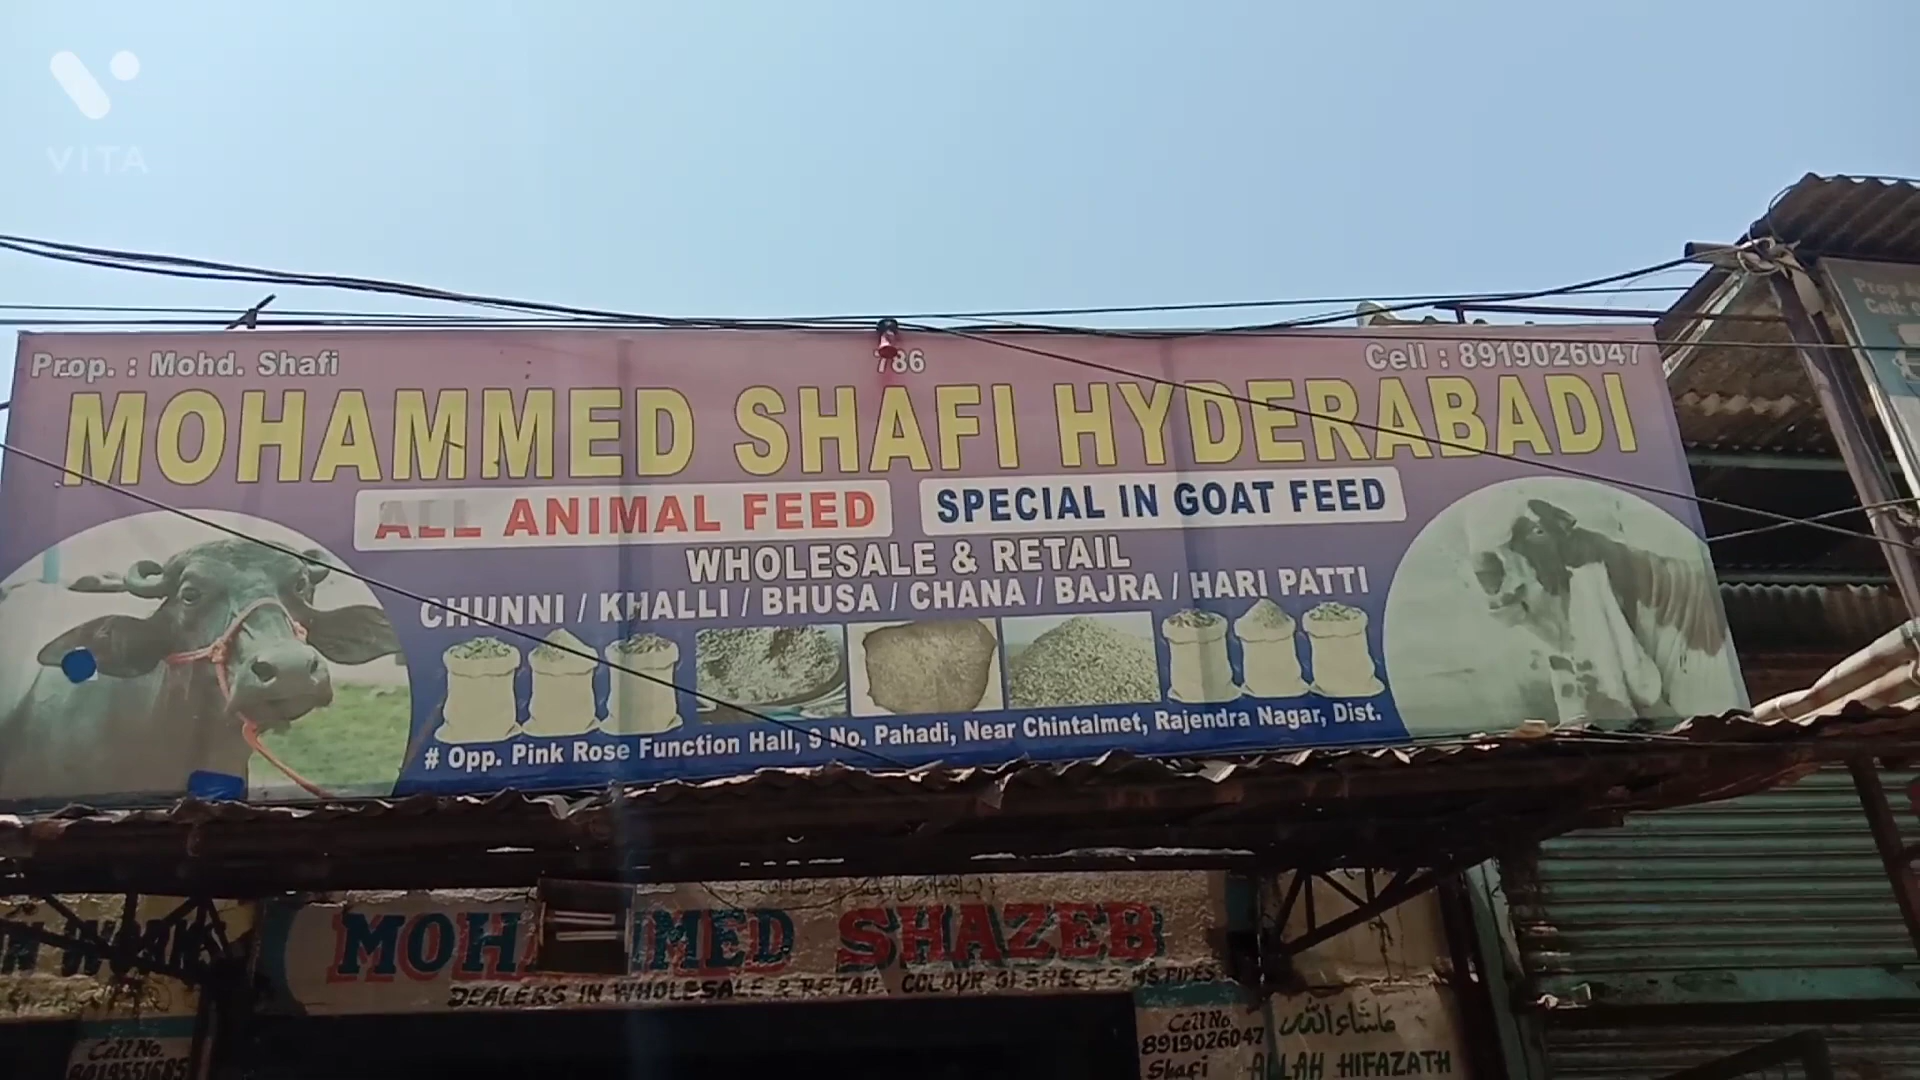 VITA
Prop. : Mohd. Shafi
786
Cell : 8919026047
MOHAMMED SHAFI HYDERABADI
ALL ANIMAL FEED
SPECIAL IN GOAT FEED
WHOLESALE & RETAIL
CHUNNI / KHALLI / BHUSA / CHANA / BAJRA / HARI PATTI
# Opp. Pink Rose Function Hall, 9 No. Pahadi, Near Chintalmet, Rajendra Nagar, Dist.
Prop
Cell:
MOHAMMED SHAZEB
DEALERS IN WHOLESALE & RETAIL. COLOUR GI SHEETS, MS.PIPES
Cell No.
8919026047
Shafi
ماشاءاللہ
ALLAH HIFAZATH
Cell No.